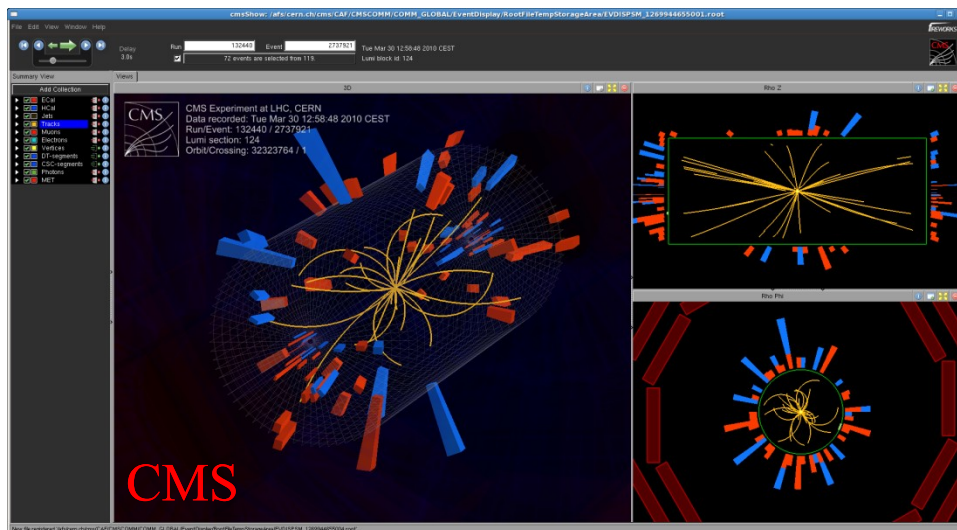 cmsShow: /afs/cern.ch/cms/CAF/CMSCOMM/COMM_GLOBAL/EventDisplay/RootFileTempStorageArea/EVDISPSM_1269944655001.root
File Edit View Window Help
FIREWORKS
Delay
3.0s
Run 132440 Event 2737921 Tue Mar 30 12:58:48 2010 CEST
72 events are selected from 119. Lumi block id: 124
CMS
Summary View
Views
Add Collection
ECal
HCal
Jets
Tracks
Muons
Electrons
Vertices
DT-segments
CSC-segments
Photons
MET
3D
CMS
CMS Experiment at LHC, CERN
Data recorded: Tue Mar 30 12:58:48 2010 CEST
Run/Event: 132440 / 2737921
Lumi section: 124
Orbit/Crossing: 32323764 / 1
CMS
Rho Z
Rho Phi